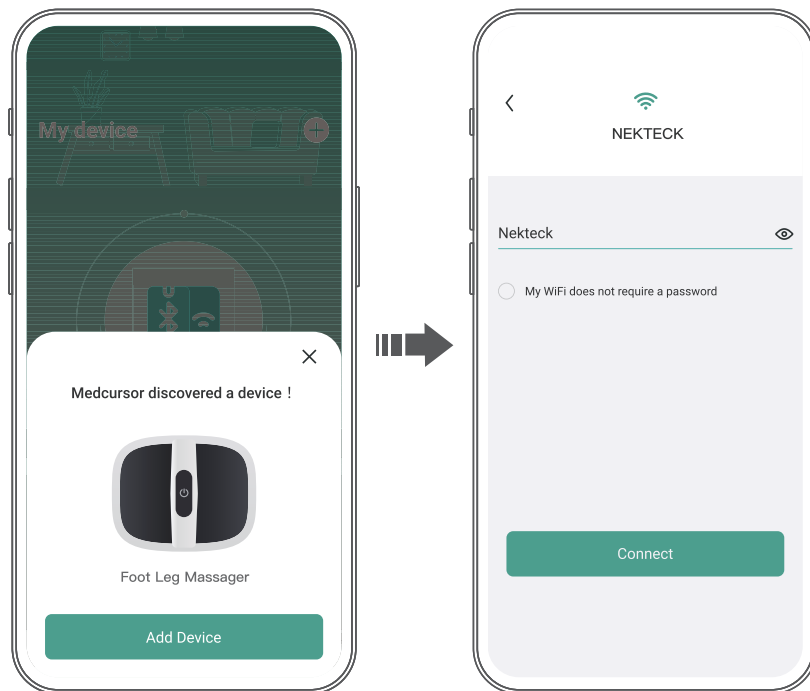 My device
Medcursor discovered a device !
Foot Leg Massager
Add Device
NEKTECK
Nekteck
My WiFi does not require a password
Connect